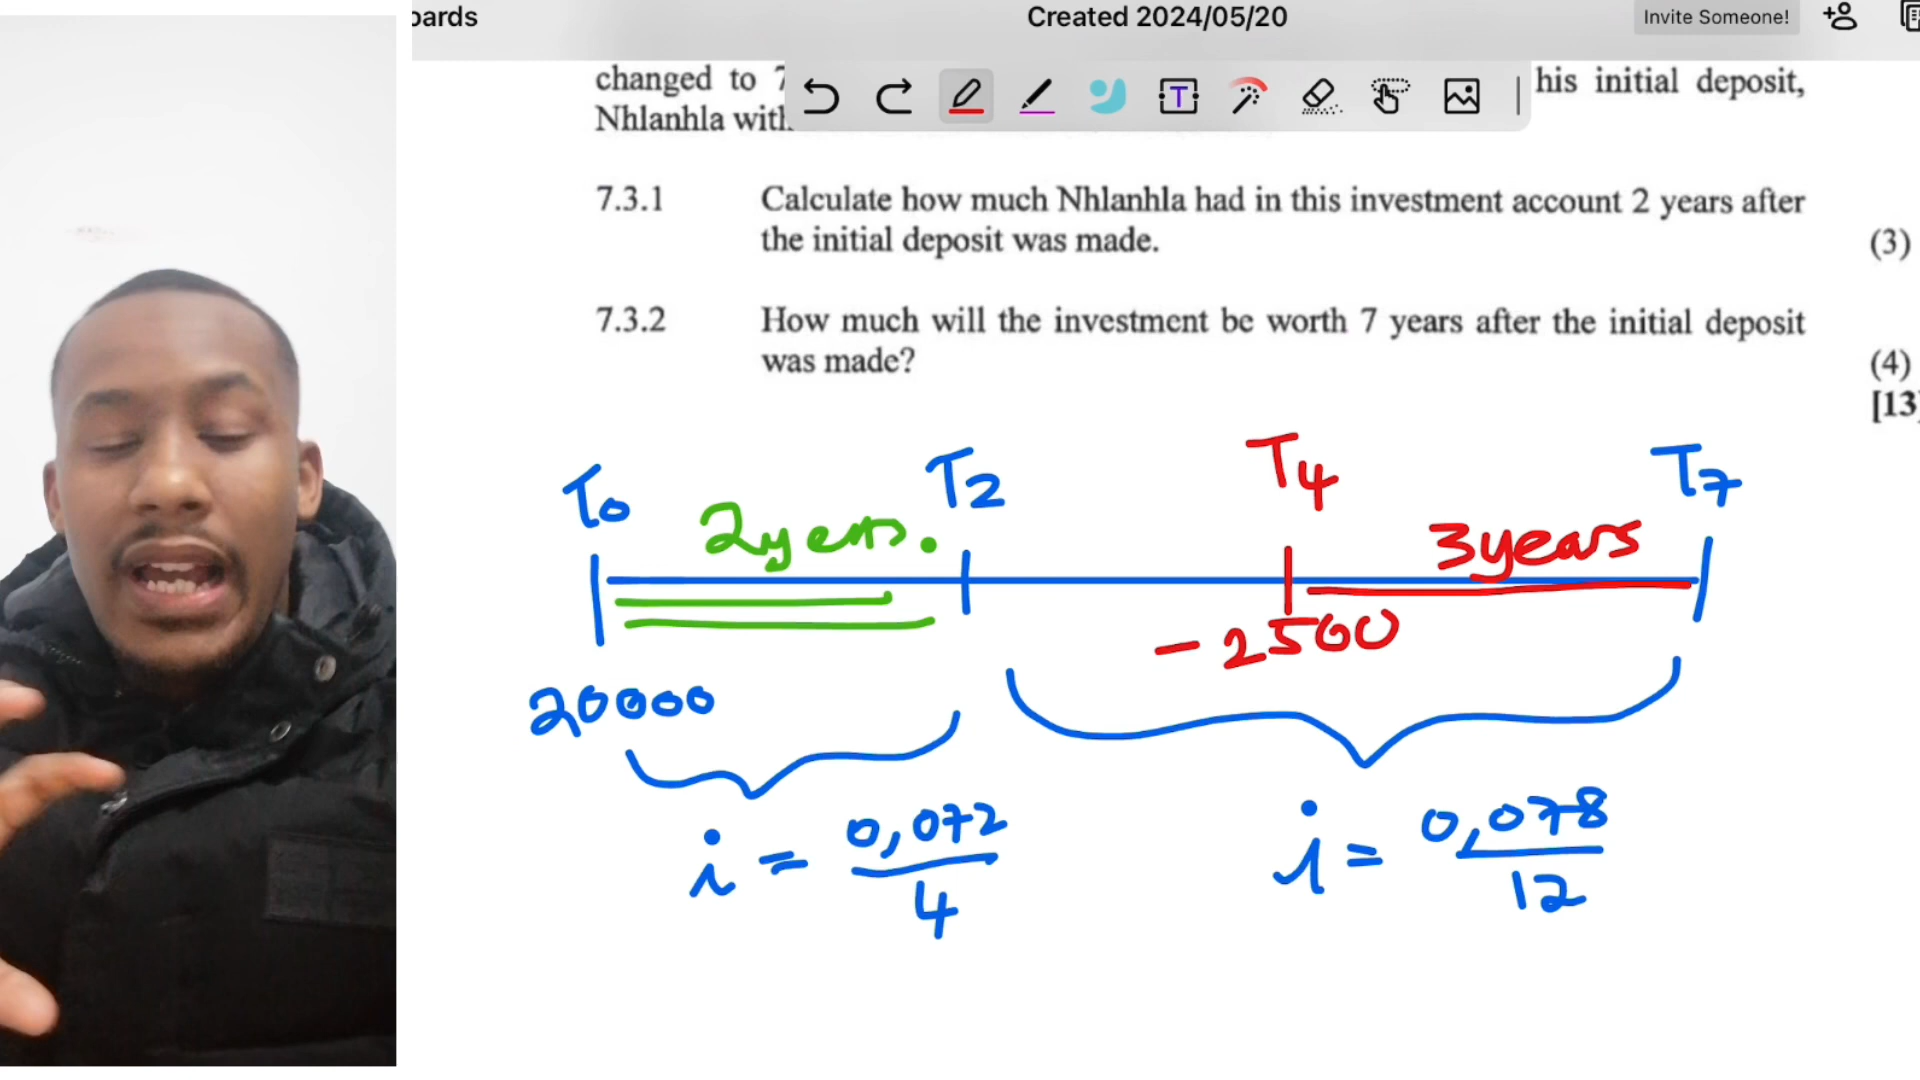 oards
Created 2024/05/20
Invite Someone!
changed to 7
his initial deposit,
Nhlanhla with
T
7.3.1 Calculate how much Nhlanhla had in this investment account 2 years after
the initial deposit was made.
(3)
7.3.2 How much will the investment be worth 7 years after the initial deposit
was made?
(4)
[13]
T0 T2 T4 T7
2years. 3years
-2500
20000
i = 0,072/4
i = 0,078/12